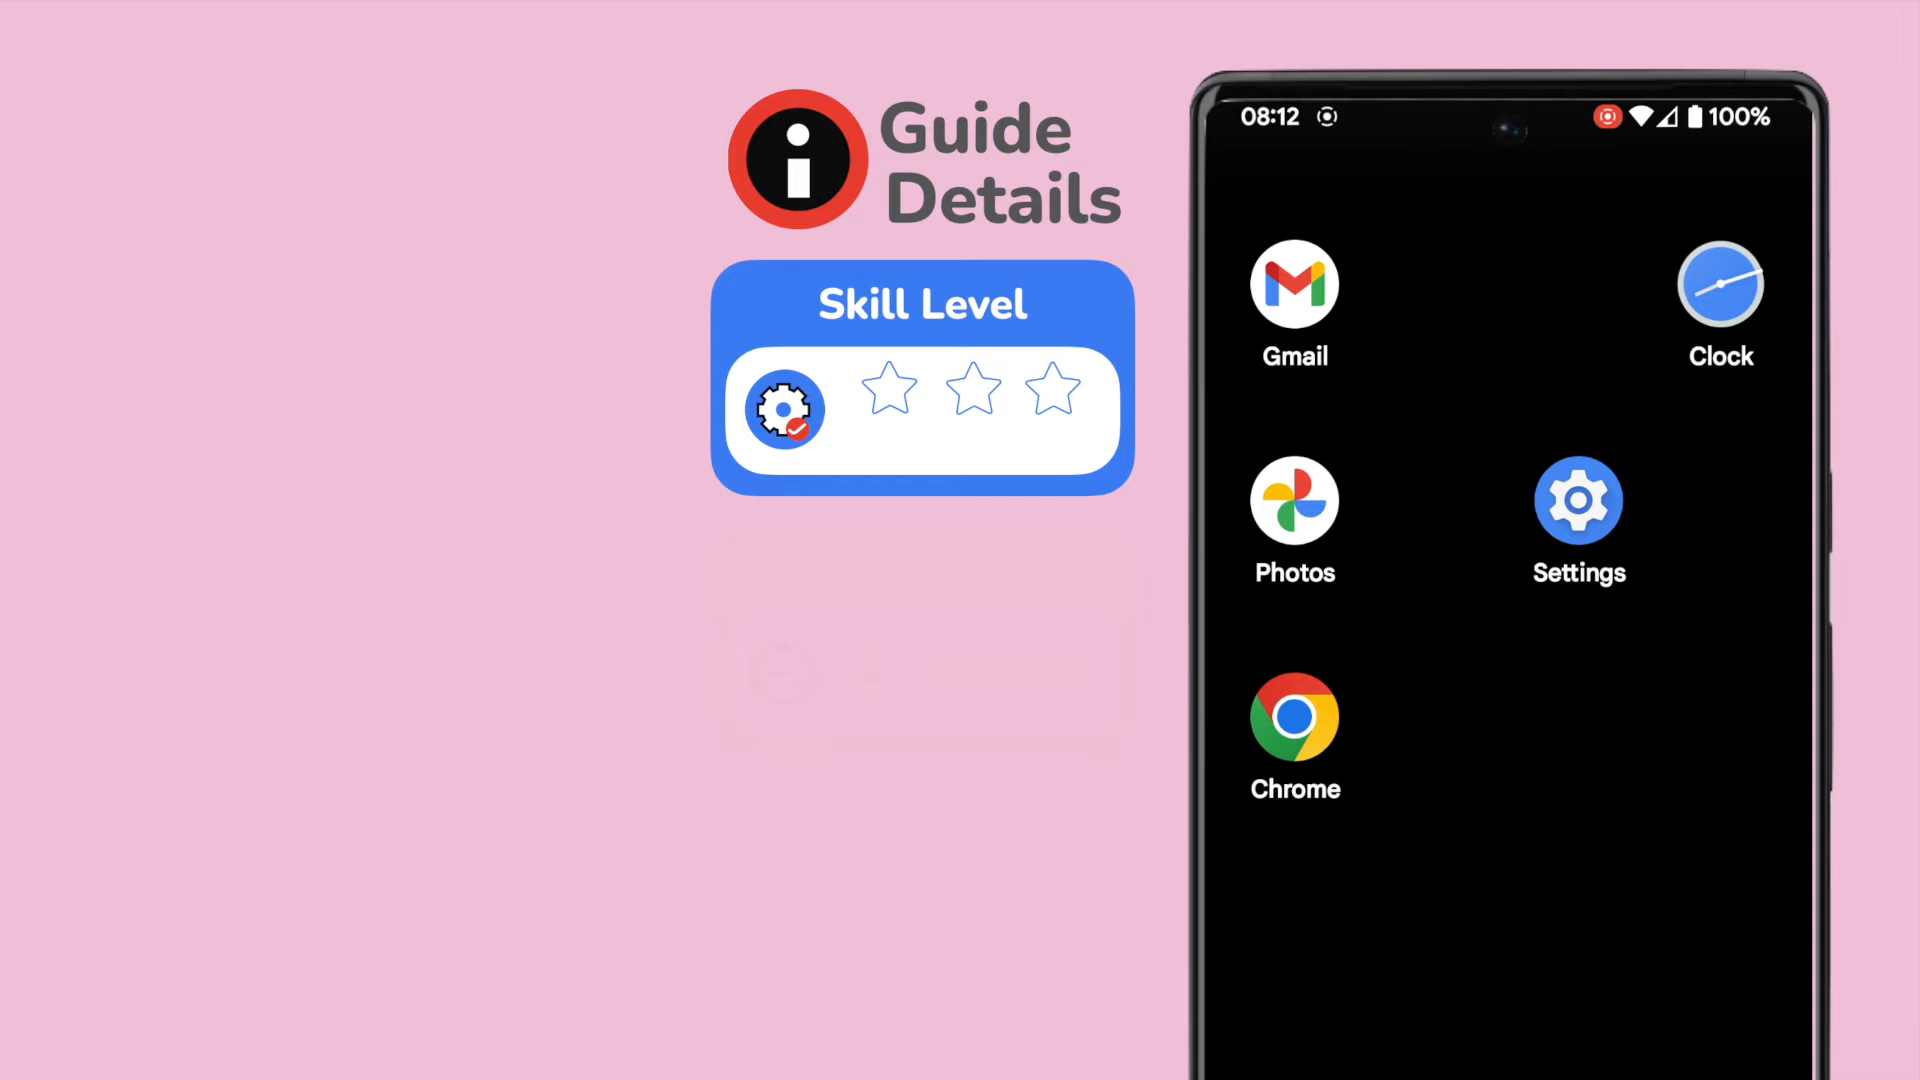 Guide
Details
Skill Level
08:12
100%
Gmail
Clock
Photos
Settings
Chrome